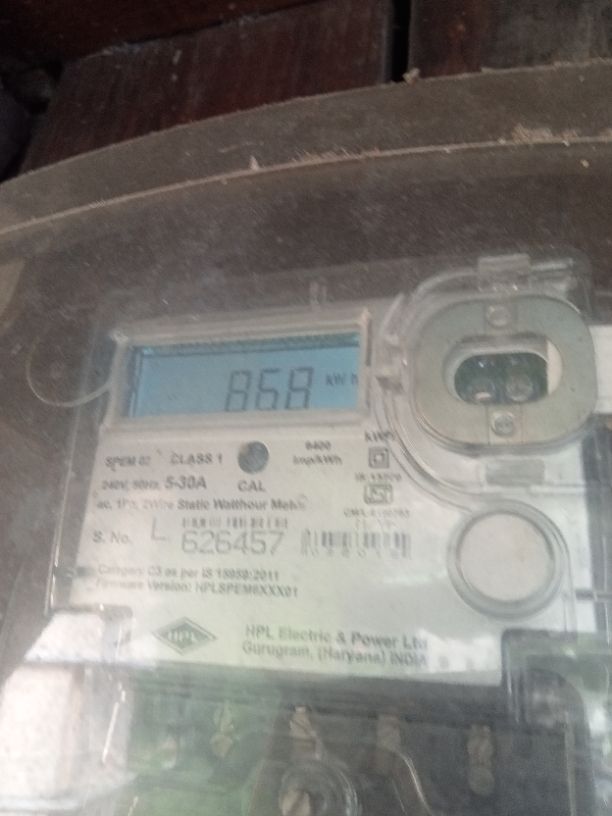 868 kW h
SPEM 02 CLASS 1 6400
imp/kWh
240V, 50Hz, 5-30A CAL
ac, 1Ph, 2Wire Static Watthour Meter
S. No. L 626457
Category C3 as per IS 15959:2011
Firmware Version: HPLSPEM6XXX01
HPL HPL Electric & Power Ltd
Gurugram, (Haryana) INDIA